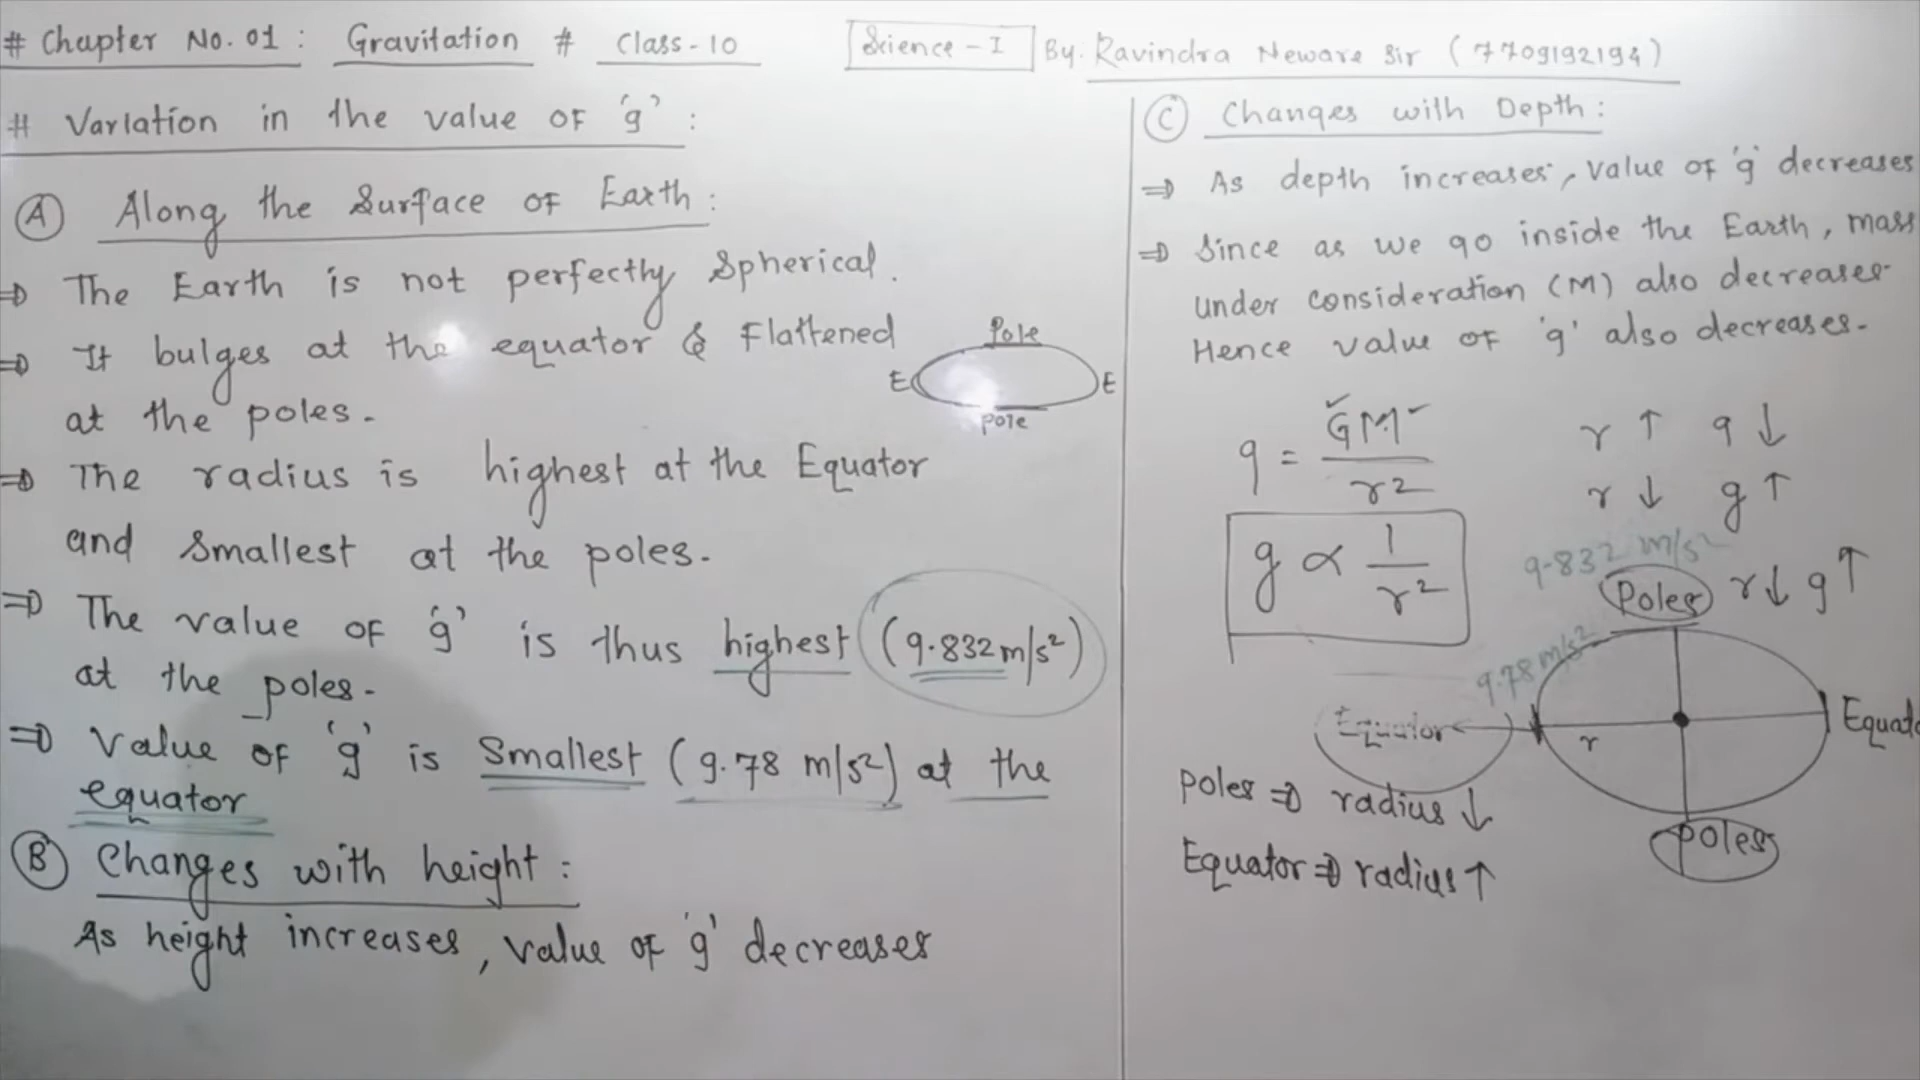 # Chapter No. 01 : Gravitation # Class - 10
Science - I By: Ravindra Neware Sir (7709192194)
# Variation in the value of 'g' :
(A) Along the Surface of Earth :
⇒ The Earth is not perfectly Spherical.
⇒ It bulges at the equator & Flattened
at the poles.
Pole
E E
Pole
⇒ The radius is highest at the Equator
and smallest at the poles.
⇒ The value of 'g' is thus highest (9.832 m/s²)
at the poles.
⇒ Value of 'g' is Smallest (9.78 m/s²) at the
equator
(B) Changes with height :
As height increases, value of 'g' decreases
(C) Changes with Depth :
⇒ As depth increases, value of 'g' decreases
⇒ Since as we go inside the Earth, mass
under consideration (M) also decreases
Hence value of 'g' also decreases.
g = GM / r²
r ↑ g ↓
r ↓ g ↑
g ∝ 1 / r²
9.832 m/s²
Poles r ↓ g ↑
9.78 m/s²
Equator ← r Equato
Poles
Poles ⇒ radius ↓
Equator ⇒ radius ↑